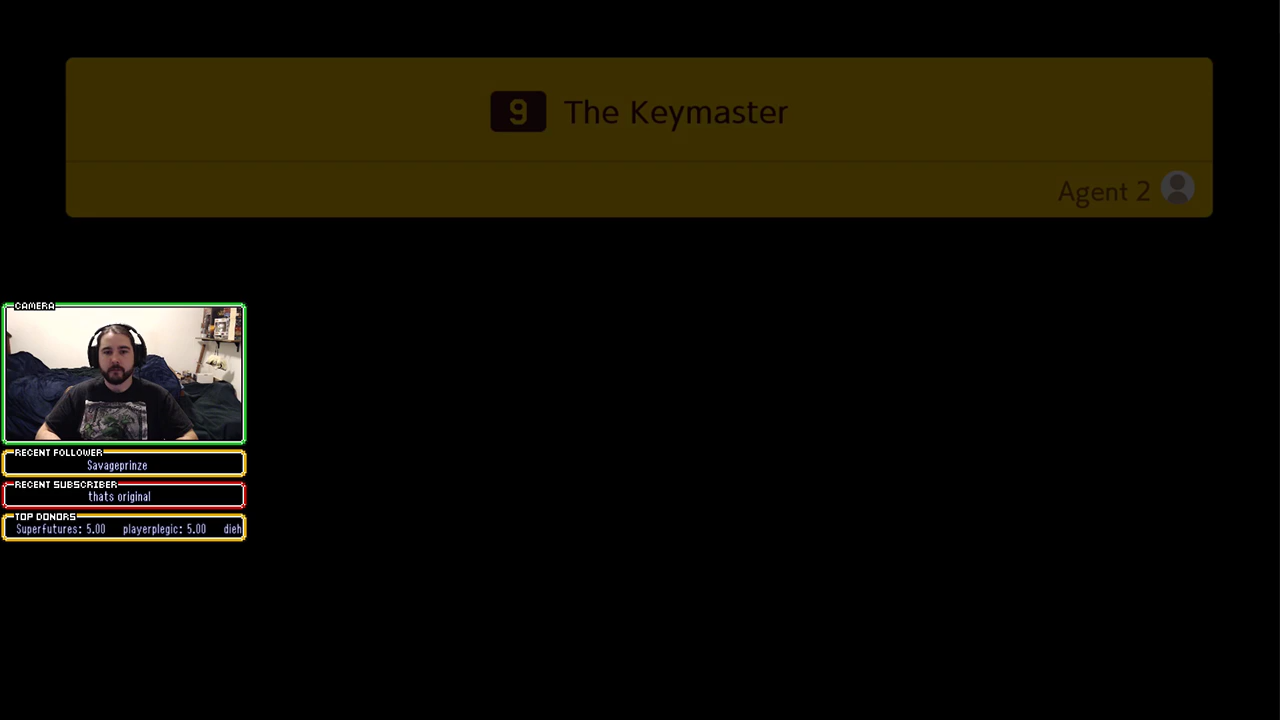 9 The Keymaster
Agent 2
CAMERA
RECENT FOLLOWER
Savageprinze
RECENT SUBSCRIBER
thats original
TOP DONORS
Superfutures: 5.00 playerplegic: 5.00 dieh